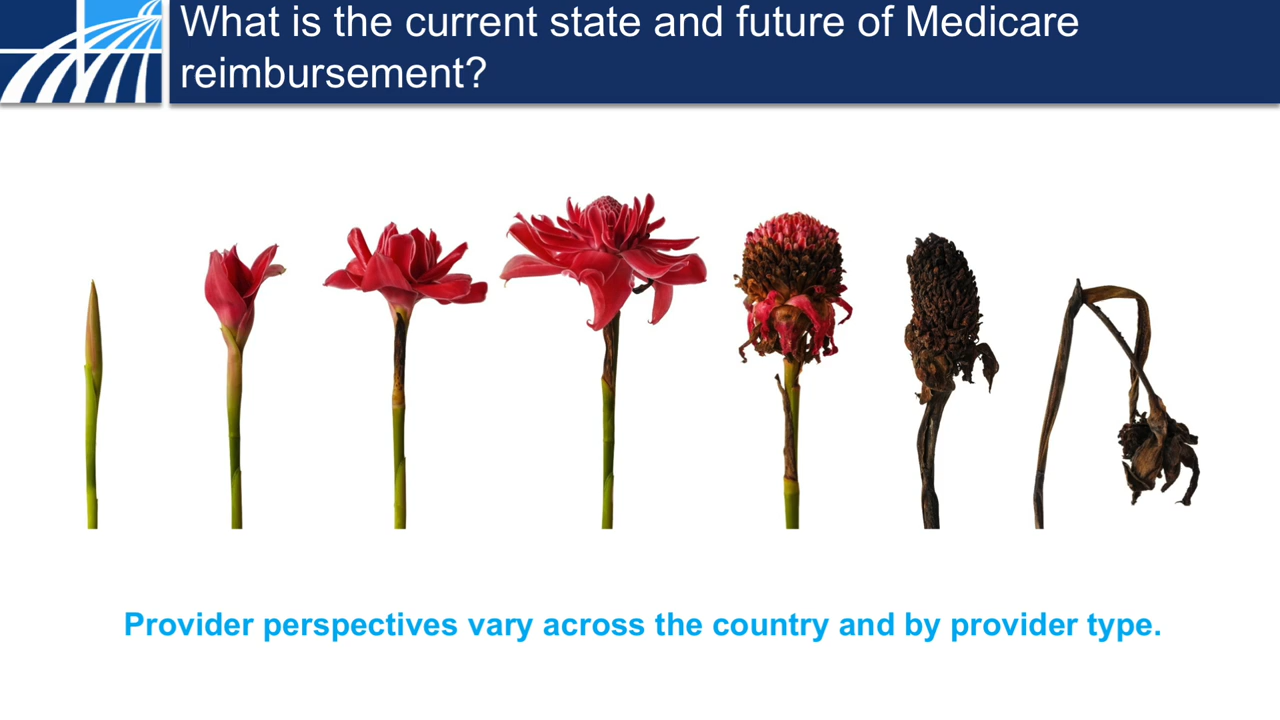 What is the current state and future of Medicare
reimbursement?
Provider perspectives vary across the country and by provider type.